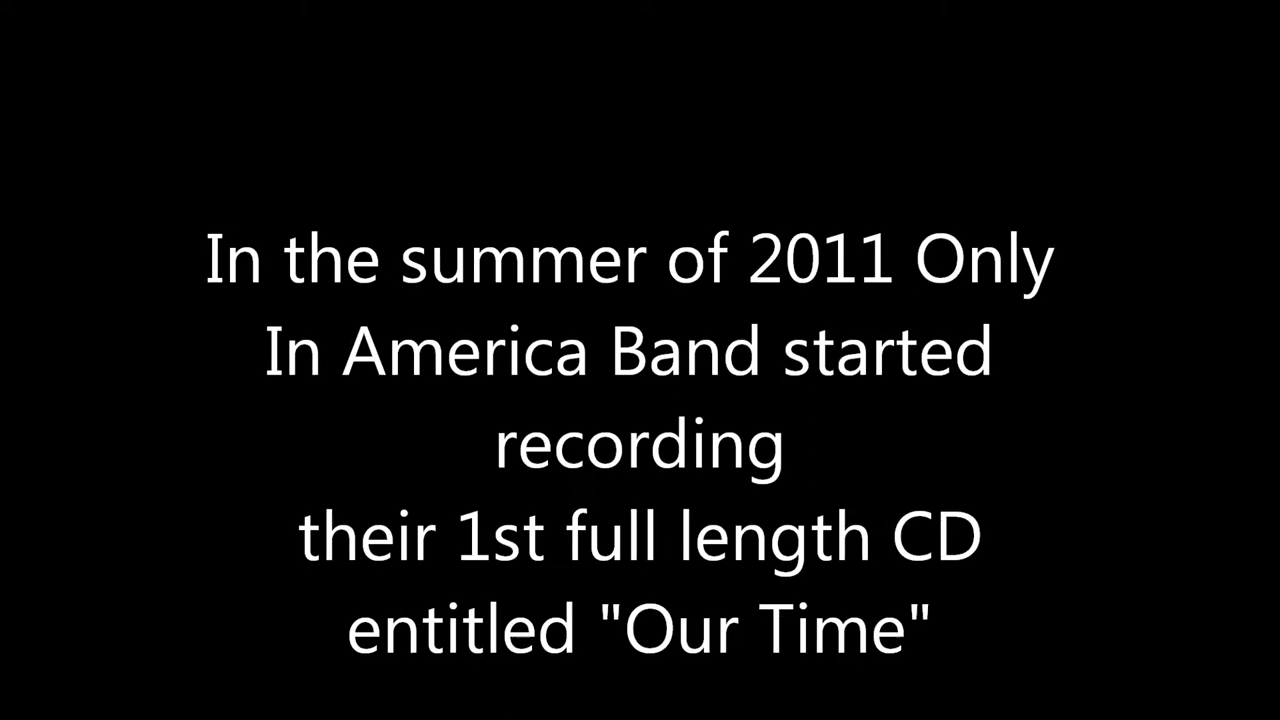 In the summer of 2011 Only
In America Band started
recording
their 1st full length CD
entitled "Our Time"